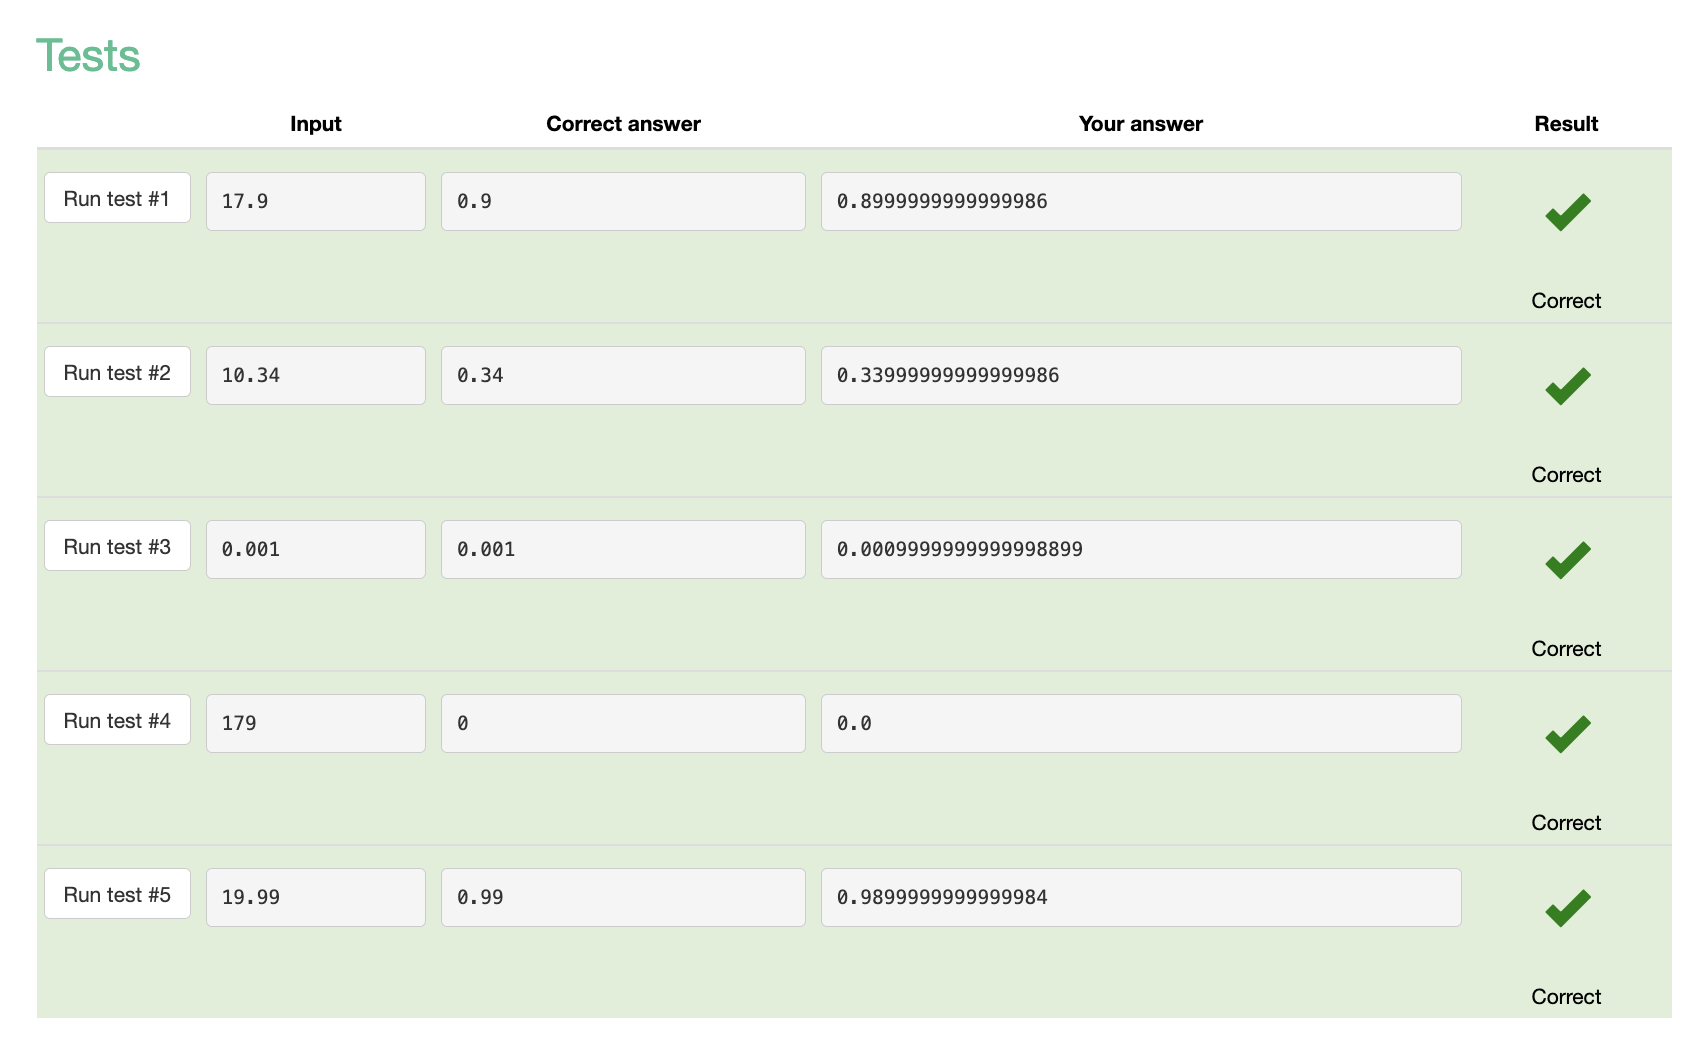 Tests
Input Correct answer Your answer Result
Run test #1 17.9 0.9 0.8999999999999986
Correct
Run test #2 10.34 0.34 0.33999999999999986
Correct
Run test #3 0.001 0.001 0.0009999999999998899
Correct
Run test #4 179 0 0.0
Correct
Run test #5 19.99 0.99 0.9899999999999984
Correct